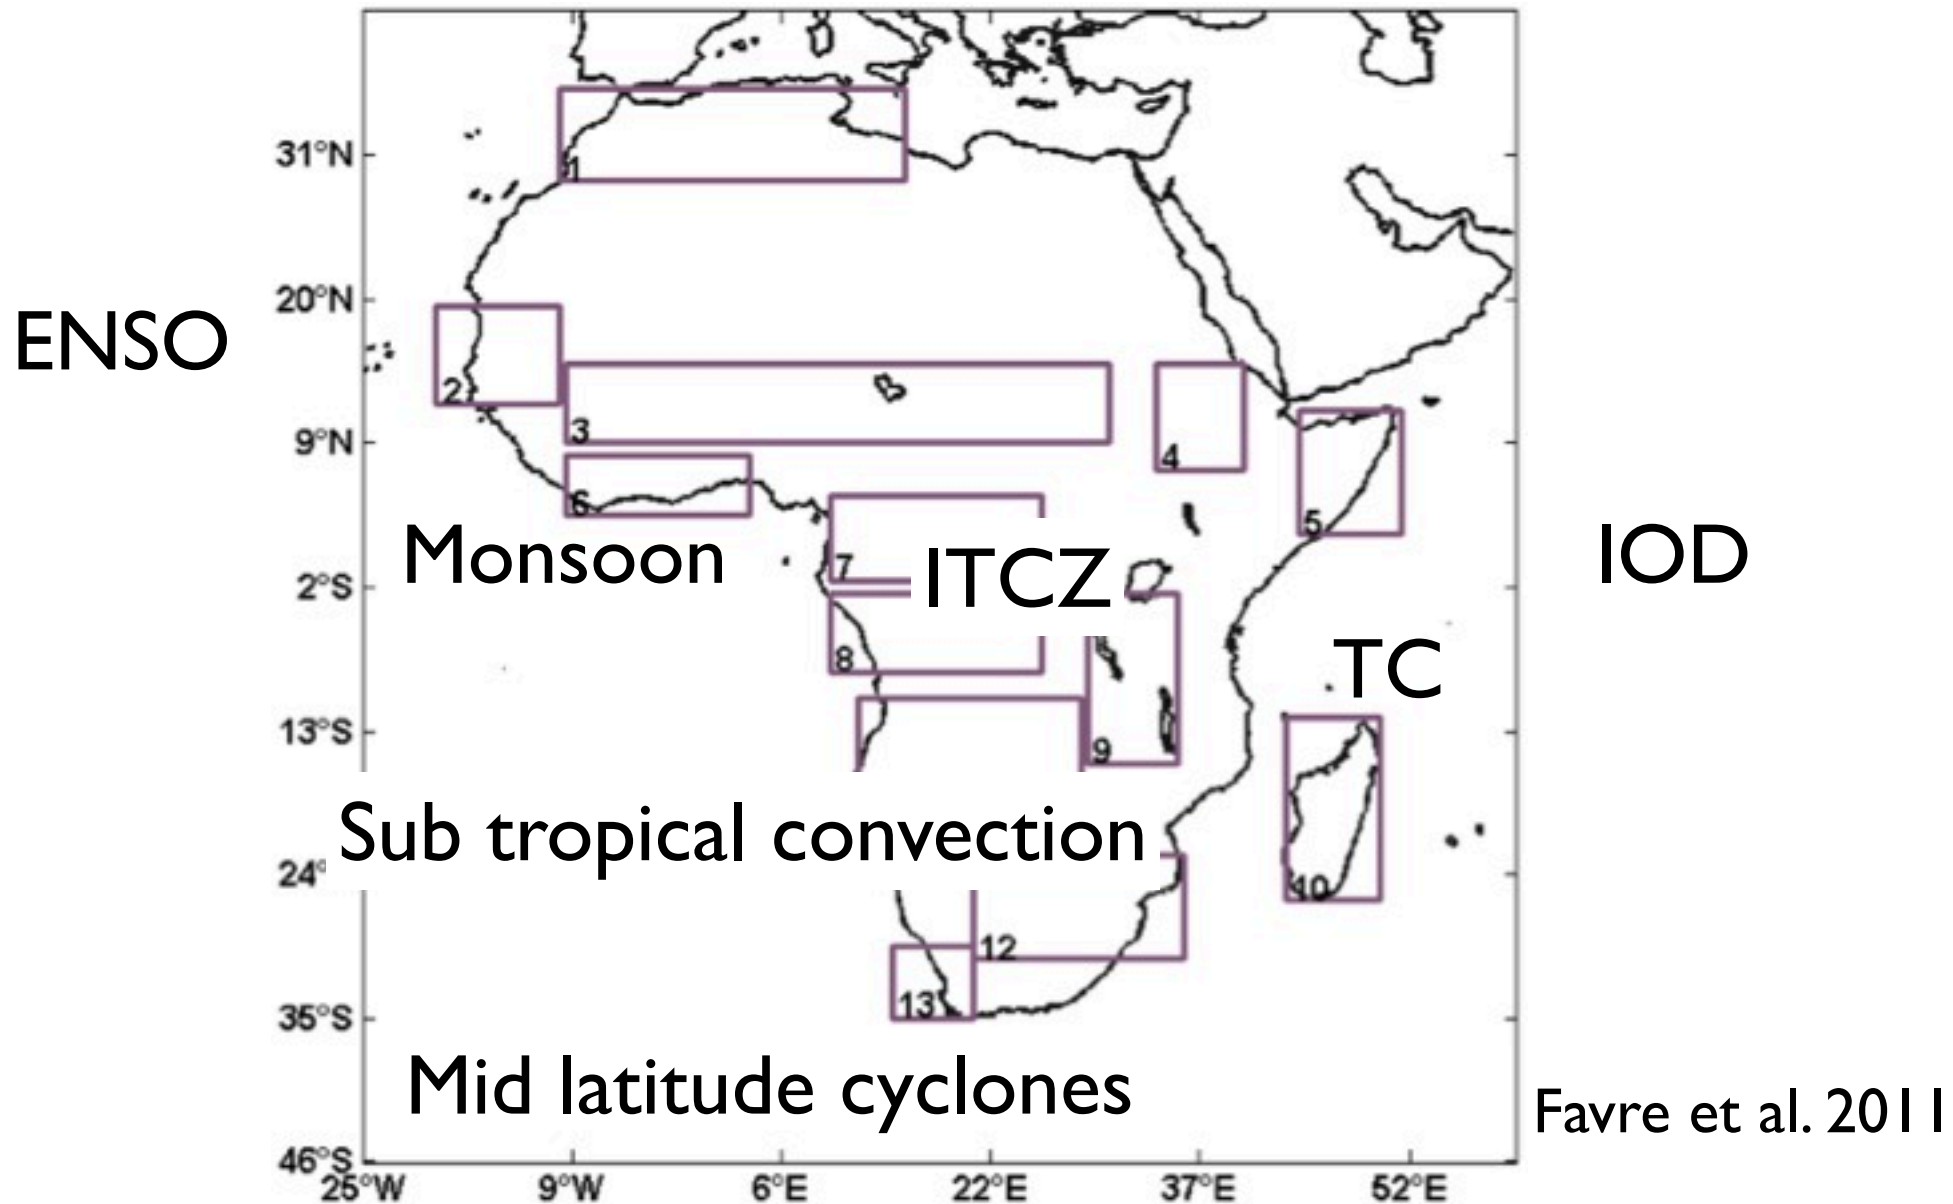 31°N
1
20°N
ENSO
2
3
9°N
4
6
5
Monsoon
ITCZ
IOD
7
2°S
8
TC
13°S
9
Sub tropical convection
24°
10
12
13
35°S
Mid latitude cyclones
Favre et al. 2011
46°S
25°W 9°W 6°E 22°E 37°E 52°E